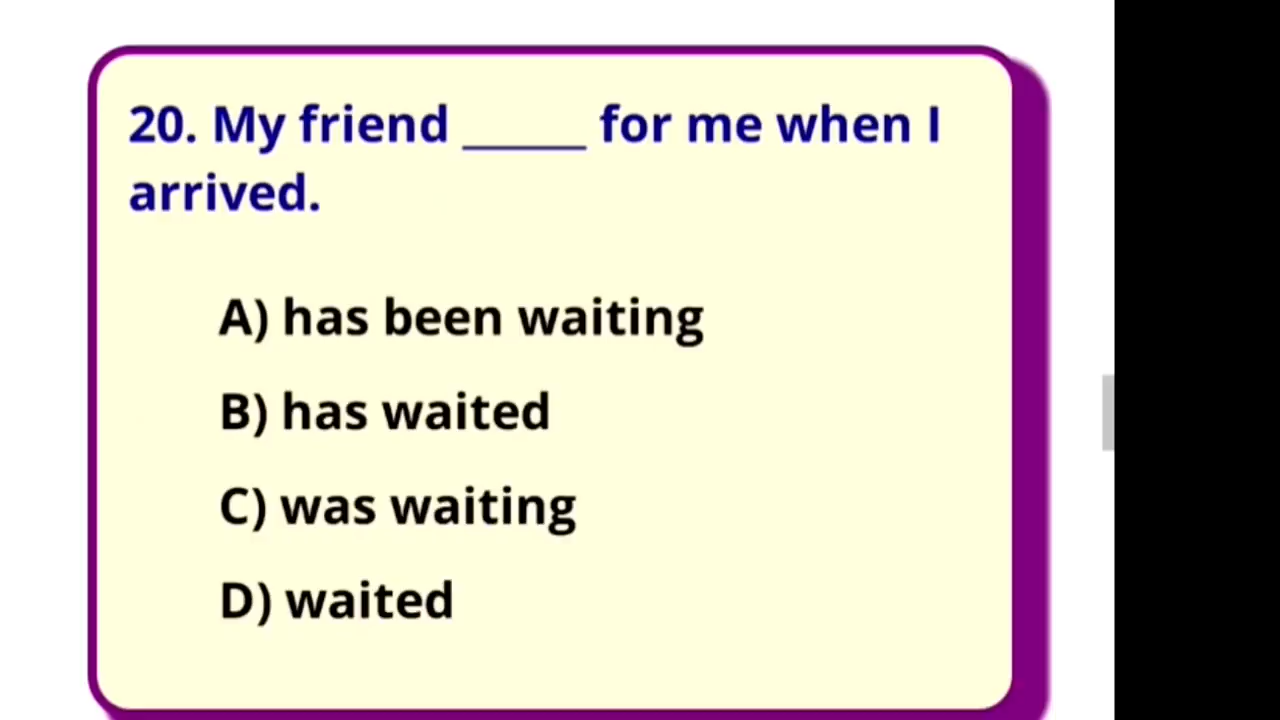 20. My friend _____ for me when I
arrived.
A) has been waiting
B) has waited
C) was waiting
D) waited